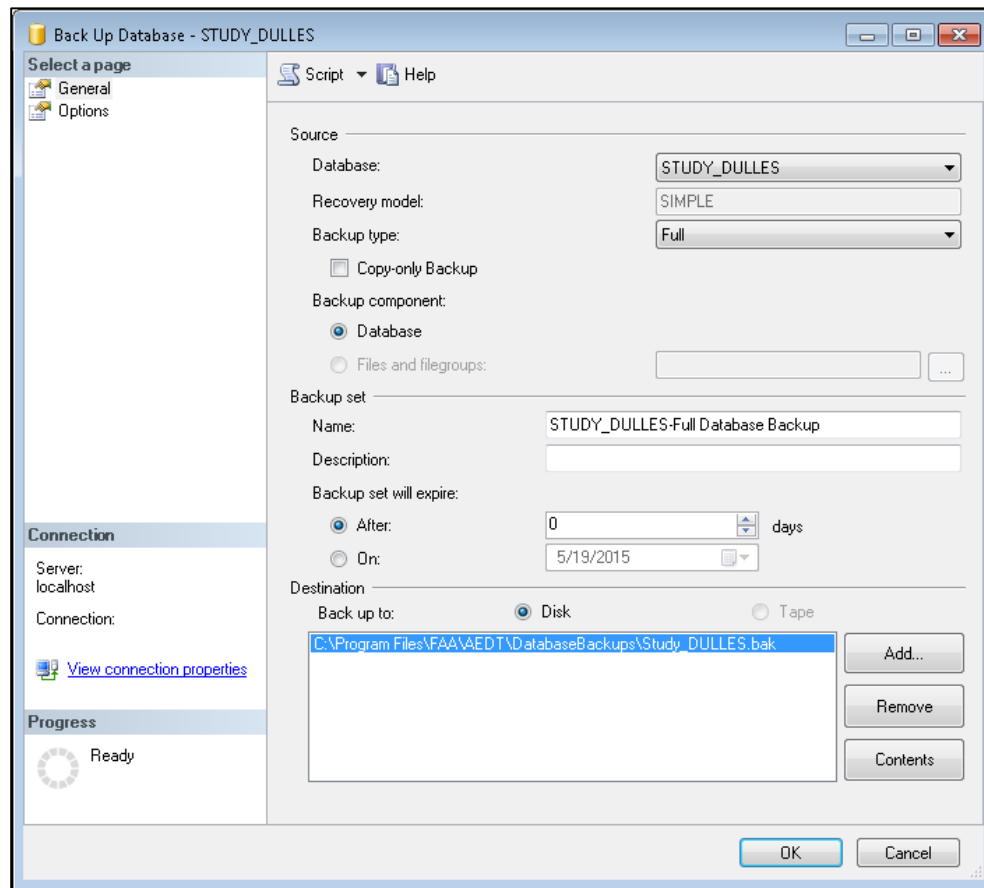 Back Up Database - STUDY_DULLES
Select a page
General
Options
Script Help
Source
Database: STUDY_DULLES
Recovery model: SIMPLE
Backup type: Full
Copy-only Backup
Backup component:
Database
Files and filegroups: ...
Backup set
Name: STUDY_DULLES-Full Database Backup
Description:
Backup set will expire:
After: 0 days
On: 5/19/2015
Destination
Back up to: Disk Tape
C:\Program Files\FAA\AEDT\DatabaseBackups\Study_DULLES.bak
Add...
Remove
Contents
Connection
Server:
localhost
Connection:
View connection properties
Progress
Ready
OK Cancel